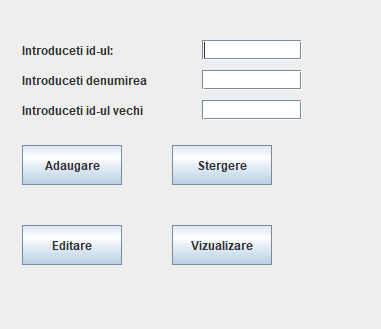 Introduceti id-ul:
Introduceti denumirea
Introduceti id-ul vechi
Adaugare Stergere
Editare Vizualizare